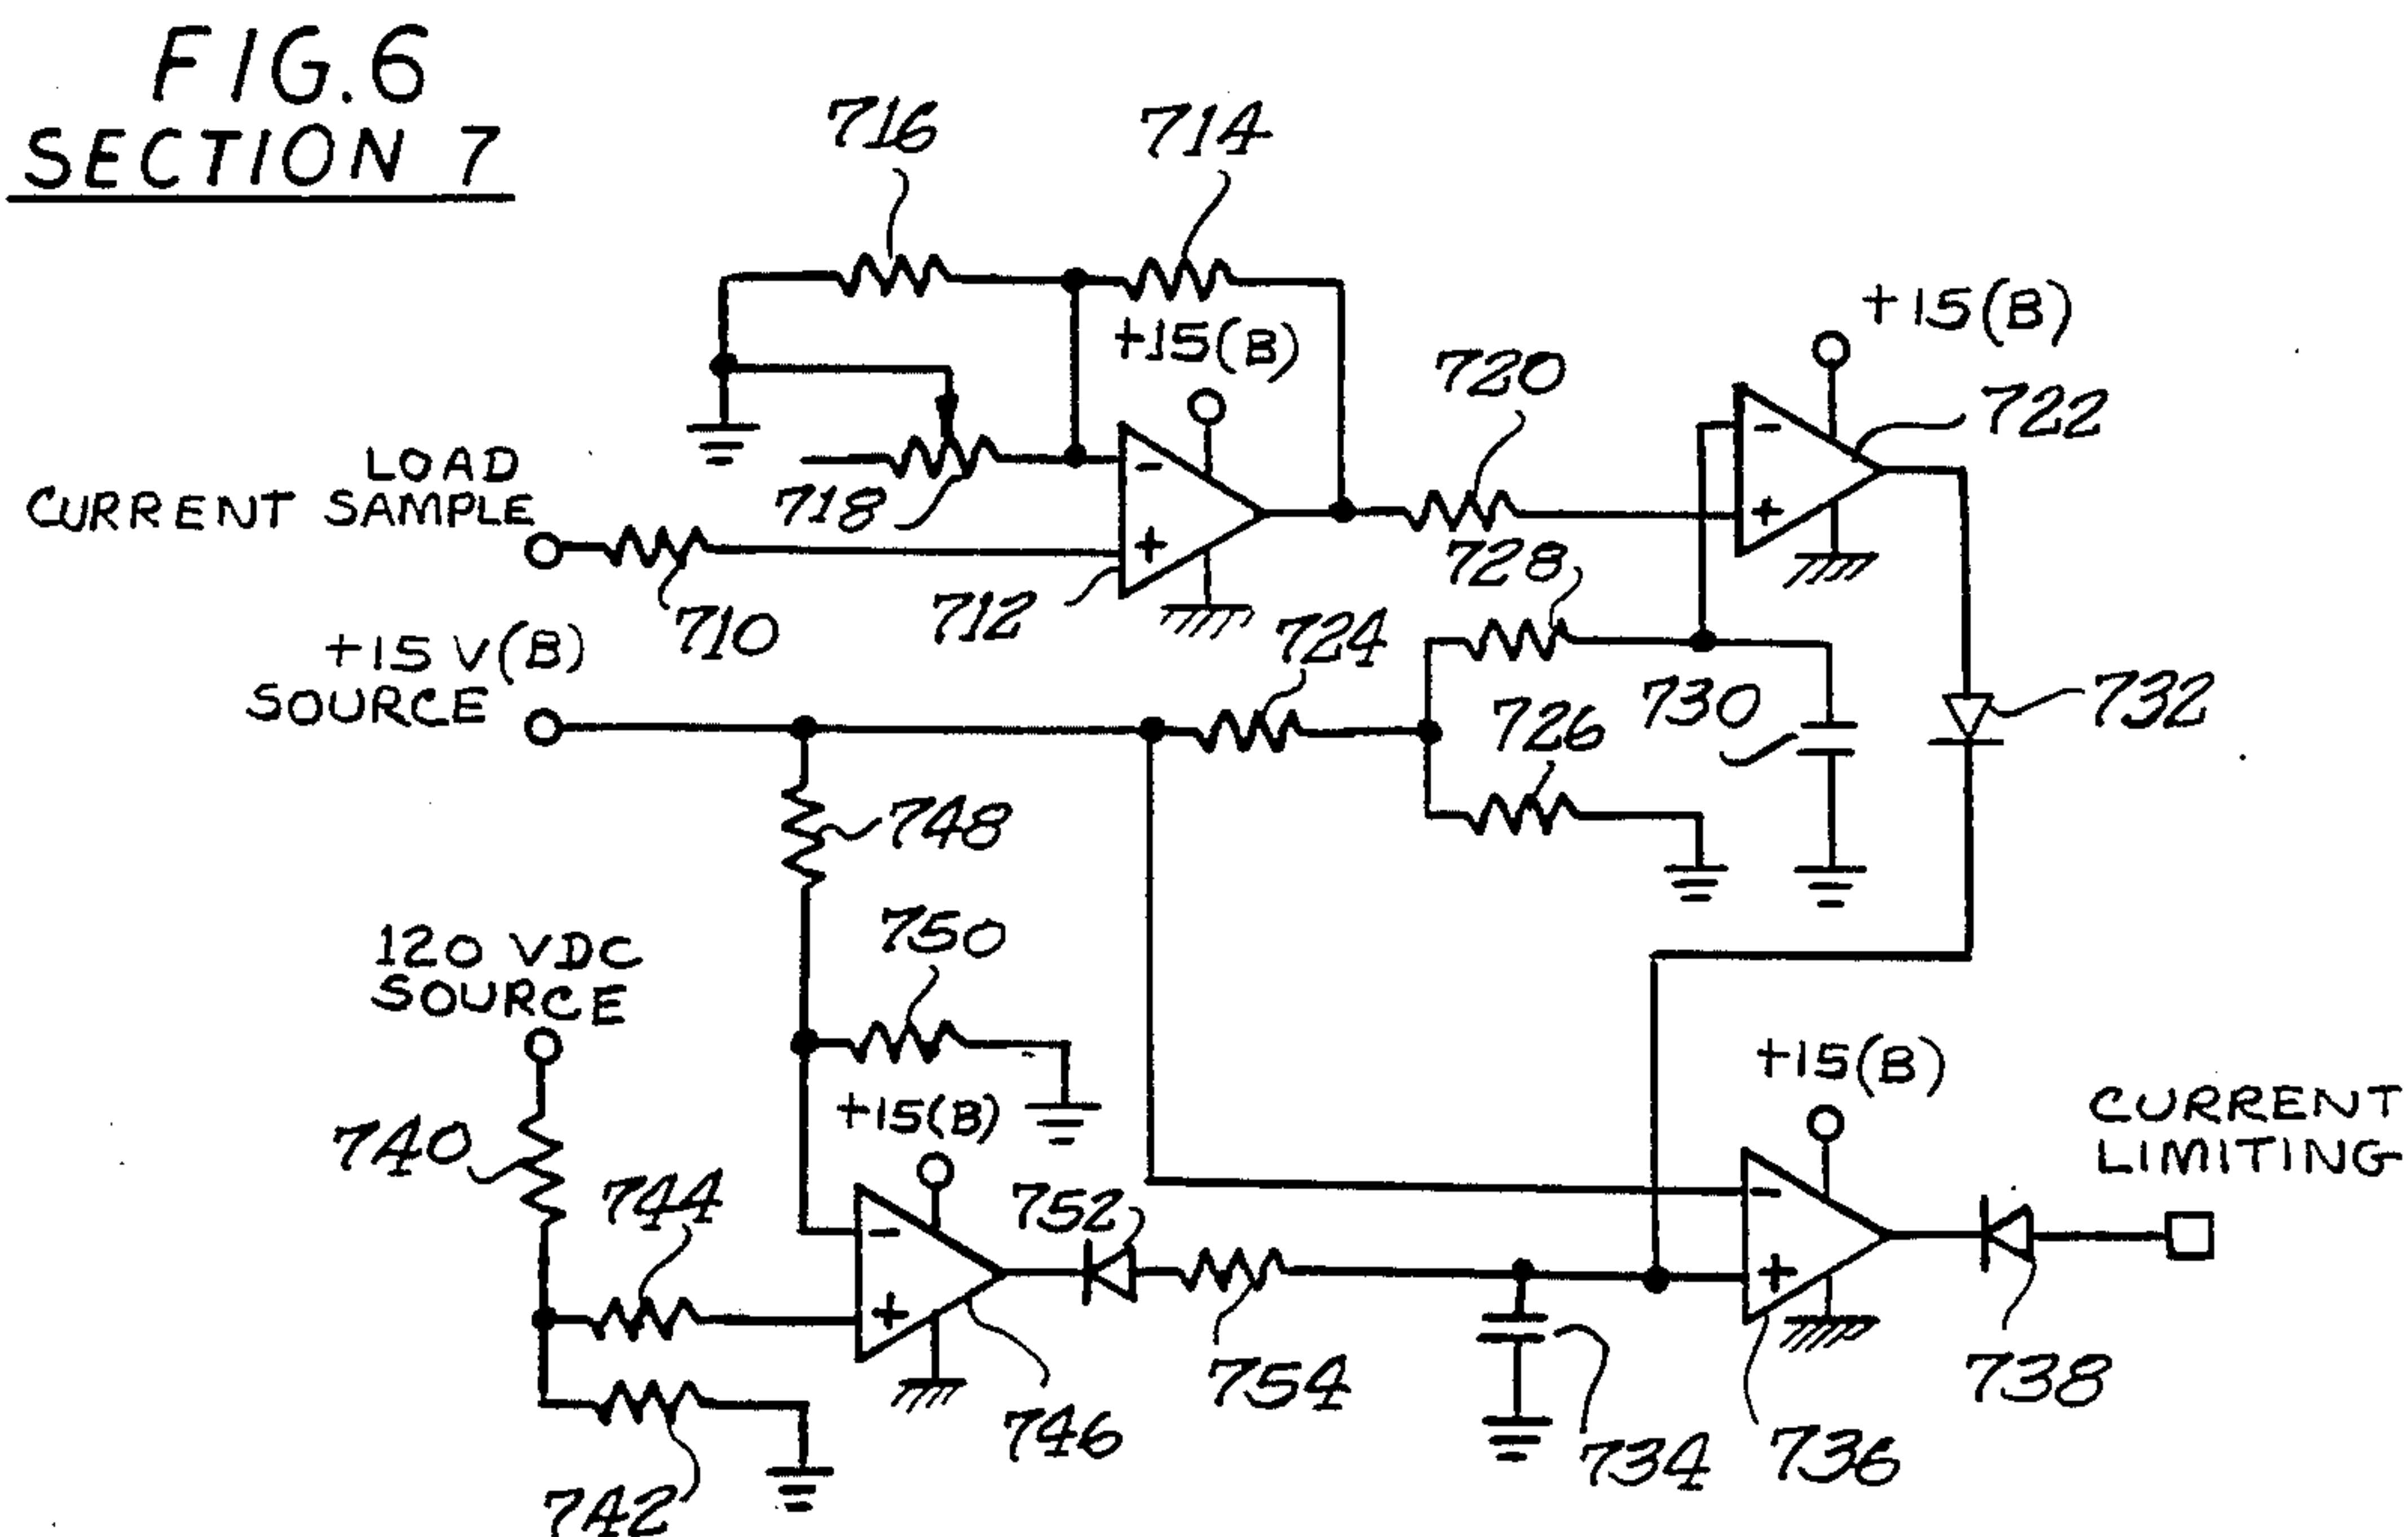 FIG.6
SECTION 7
716
714
+15(B)
+15(B)
720
722
LOAD
CURRENT SAMPLE
718
-
+
-
+
710
712
728
724
+15 V(B)
SOURCE
726
730
732
748
750
120 VDC
SOURCE
+15(B)
+15(B)
CURRENT
LIMITING
740
744
752
-
+
-
+
754
746
734
736
738
742